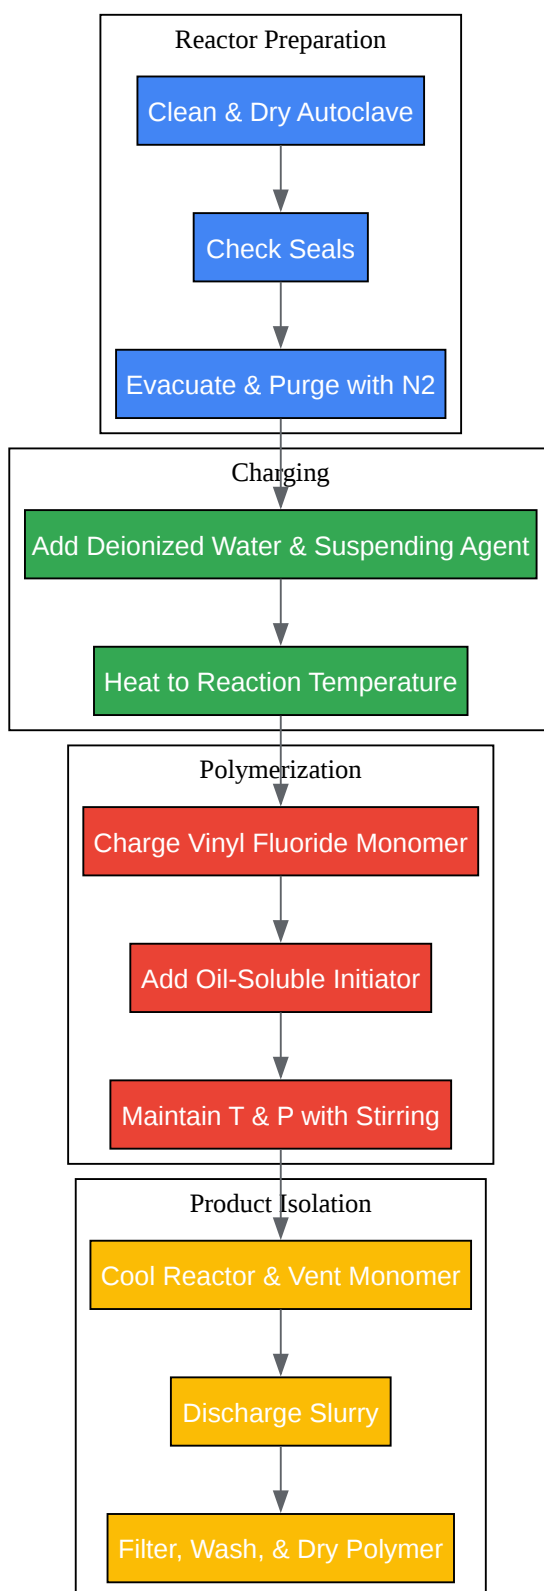 Reactor Preparation
Clean & Dry Autoclave
Check Seals
Evacuate & Purge with N2
Charging
Add Deionized Water & Suspending Agent
Heat to Reaction Temperature
Polymerization
Charge Vinyl Fluoride Monomer
Add Oil-Soluble Initiator
Maintain T & P with Stirring
Product Isolation
Cool Reactor & Vent Monomer
Discharge Slurry
Filter, Wash, & Dry Polymer